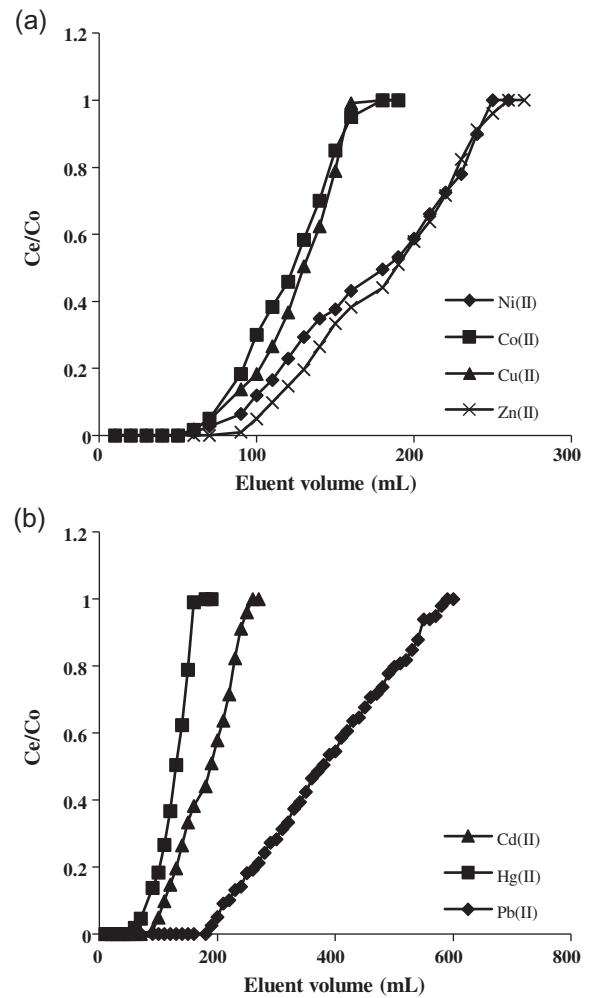 (a)
1.2
1
0.8
0.6
0.4
0.2
0
Ce/Co
Ni(II)
Co(II)
Cu(II)
Zn(II)
0 100 200 300
Eluent volume (mL)
(b)
1.2
1
0.8
0.6
0.4
0.2
0
Ce/Co
Cd(II)
Hg(II)
Pb(II)
0 200 400 600 800
Eluent volume (mL)